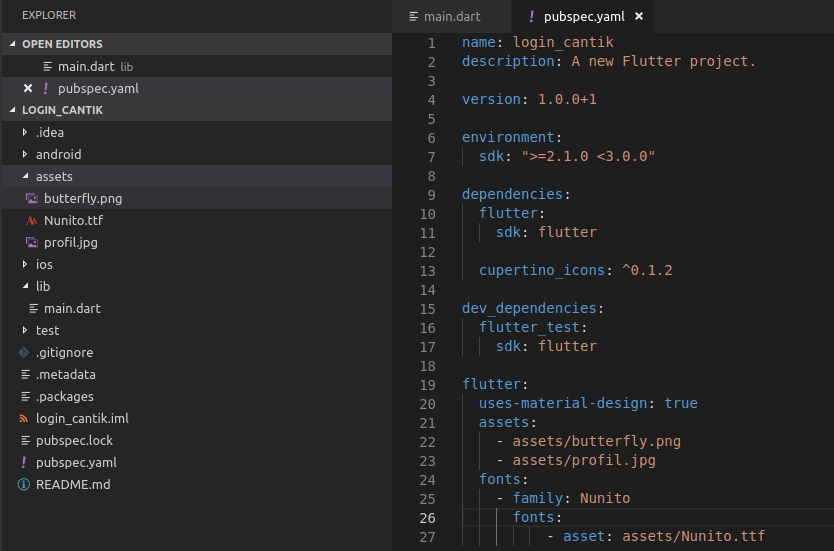 EXPLORER
OPEN EDITORS
main.dart lib
pubspec.yaml
LOGIN_CANTIK
.idea
android
assets
butterfly.png
Nunito.ttf
profil.jpg
ios
lib
main.dart
test
.gitignore
.metadata
.packages
login_cantik.iml
pubspec.lock
pubspec.yaml
README.md
main.dart
pubspec.yaml
1 name: login_cantik
2 description: A new Flutter project.
3
4 version: 1.0.0+1
5
6 environment:
7   sdk: ">=2.1.0 <3.0.0"
8
9 dependencies:
10   flutter:
11     sdk: flutter
12
13   cupertino_icons: ^0.1.2
14
15 dev_dependencies:
16   flutter_test:
17     sdk: flutter
18
19 flutter:
20   uses-material-design: true
21   assets:
22     - assets/butterfly.png
23     - assets/profil.jpg
24   fonts:
25     - family: Nunito
26       fonts:
27           - asset: assets/Nunito.ttf